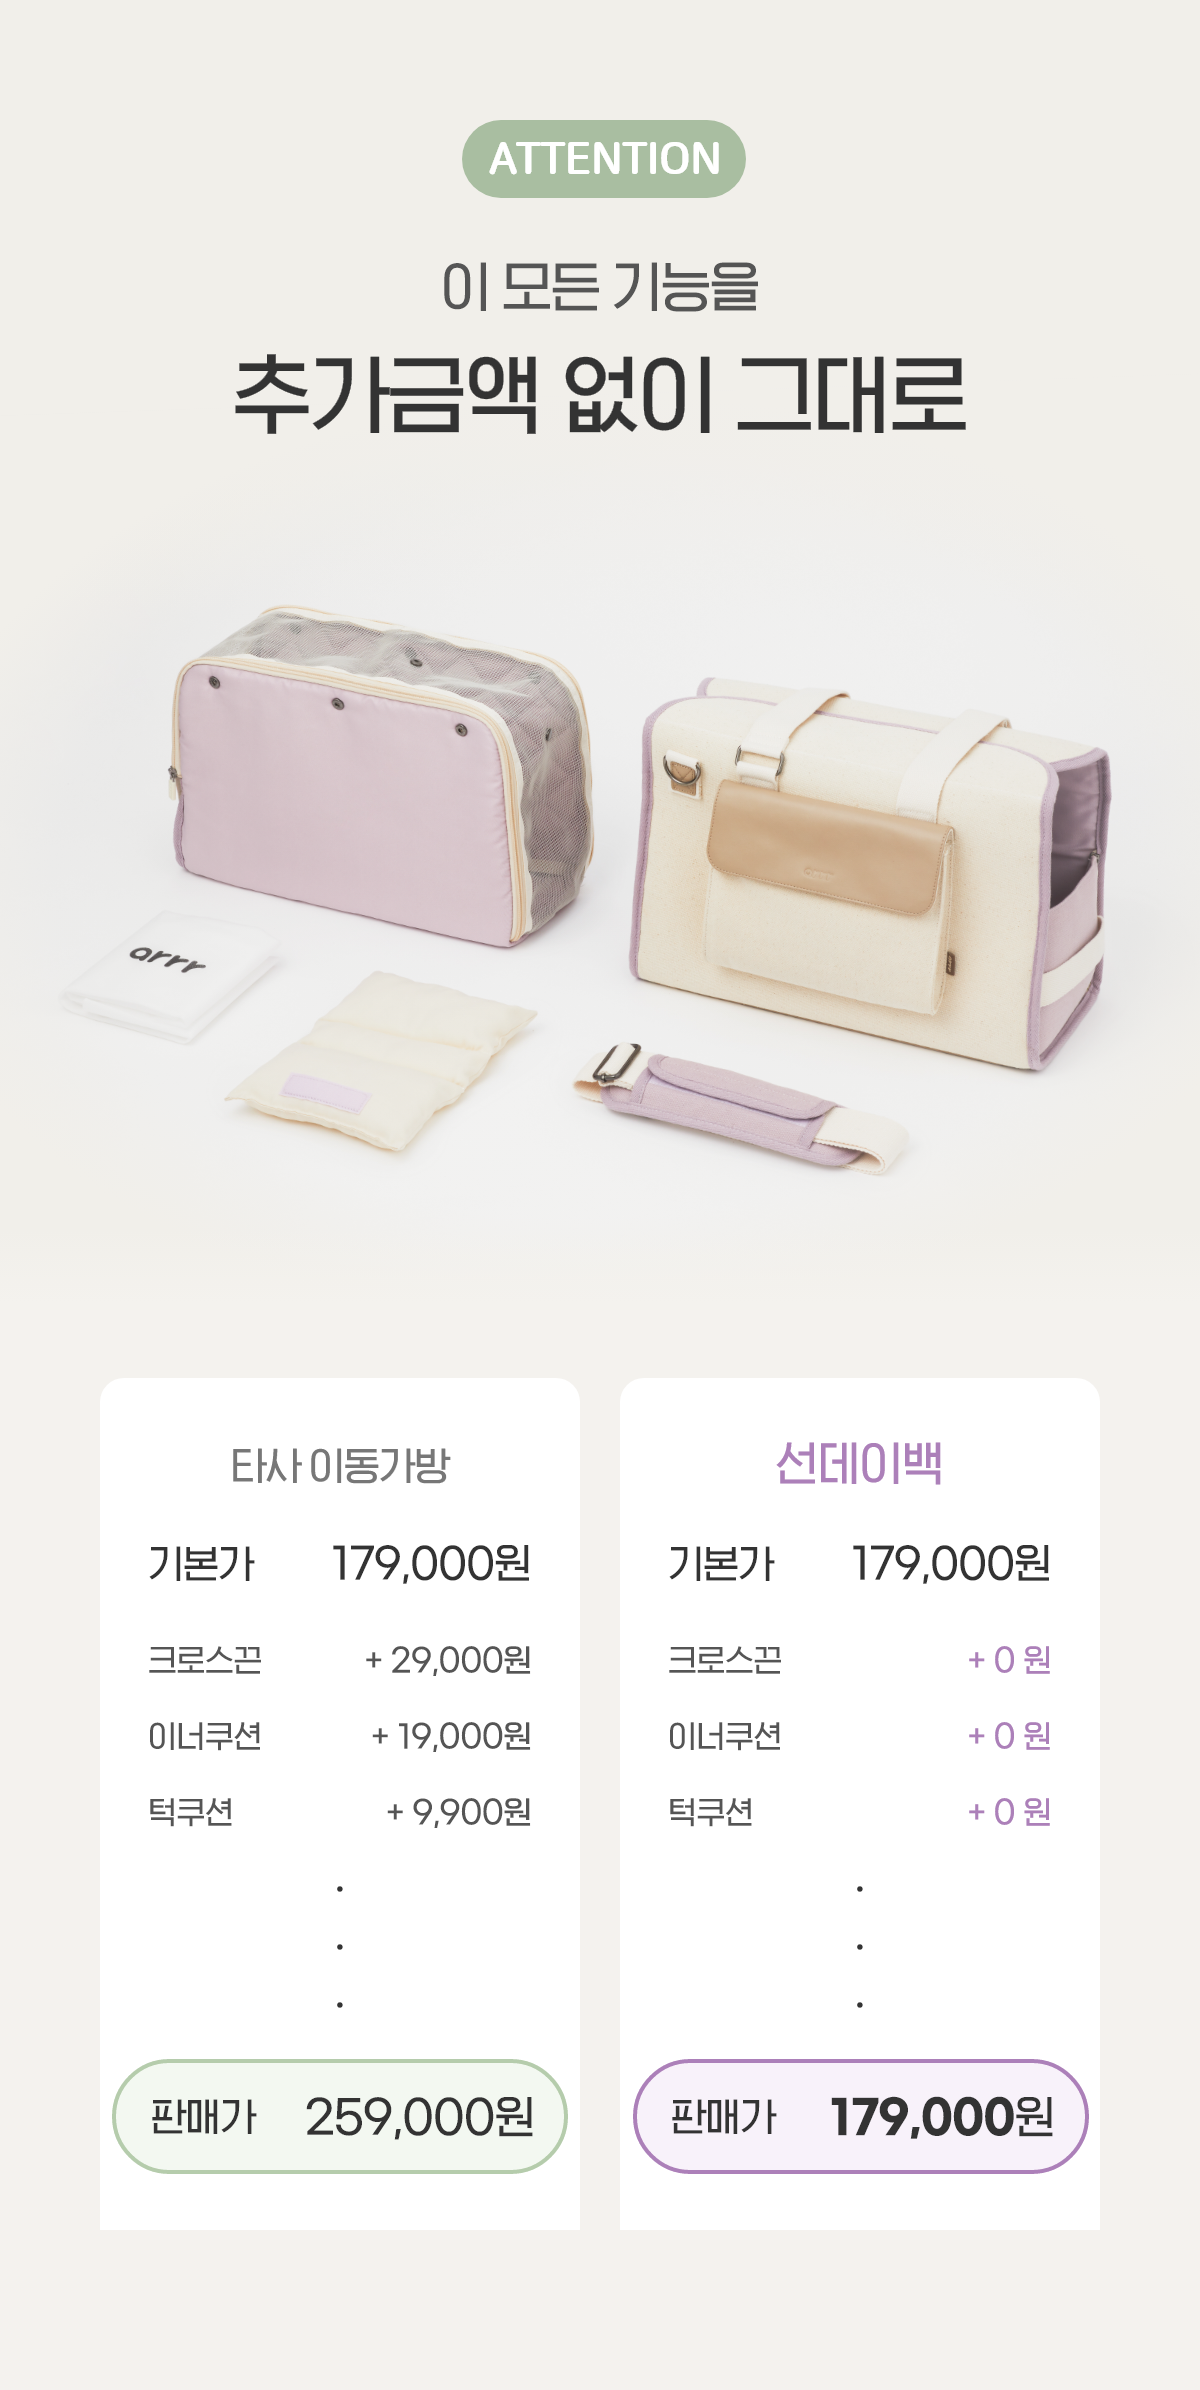 ATTENTION
이 모든 기능을
추가금액 없이 그대로
arrr
타사 이동가방
기본가 179,000원
크로스끈 + 29,000원
이너쿠션 + 19,000원
턱쿠션 + 9,900원
.
.
.
판매가 259,000원
선데이백
기본가 179,000원
크로스끈 + 0 원
이너쿠션 + 0 원
턱쿠션 + 0 원
.
.
.
판매가 179,000원